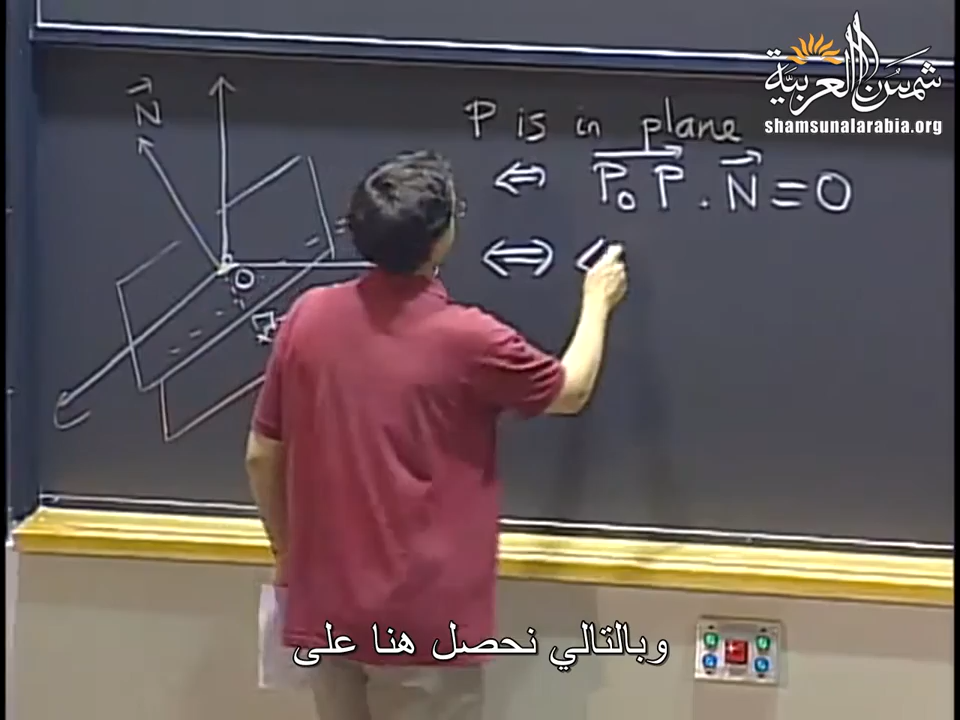 شمس العربية
shamsunalarabia.org
N⃗
P is in plane
⇔ P₀P⃗ · N⃗ = 0
⇔ <
O
وبالتالي نحصل هنا على